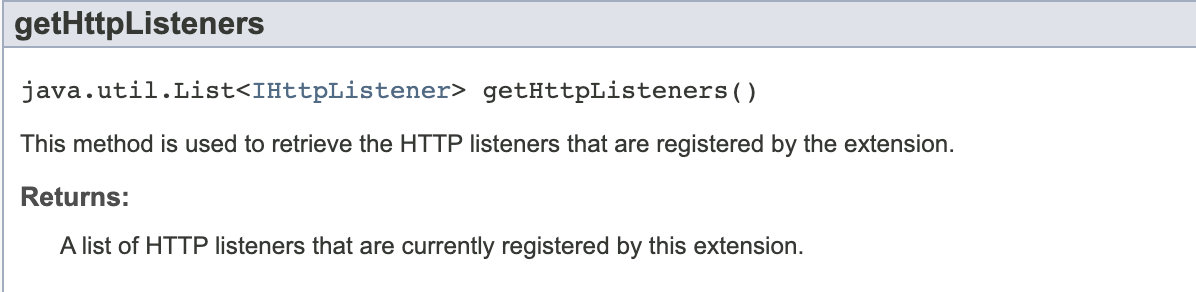 getHttpListeners
java.util.List<IHttpListener> getHttpListeners()
This method is used to retrieve the HTTP listeners that are registered by the extension.
Returns:
A list of HTTP listeners that are currently registered by this extension.